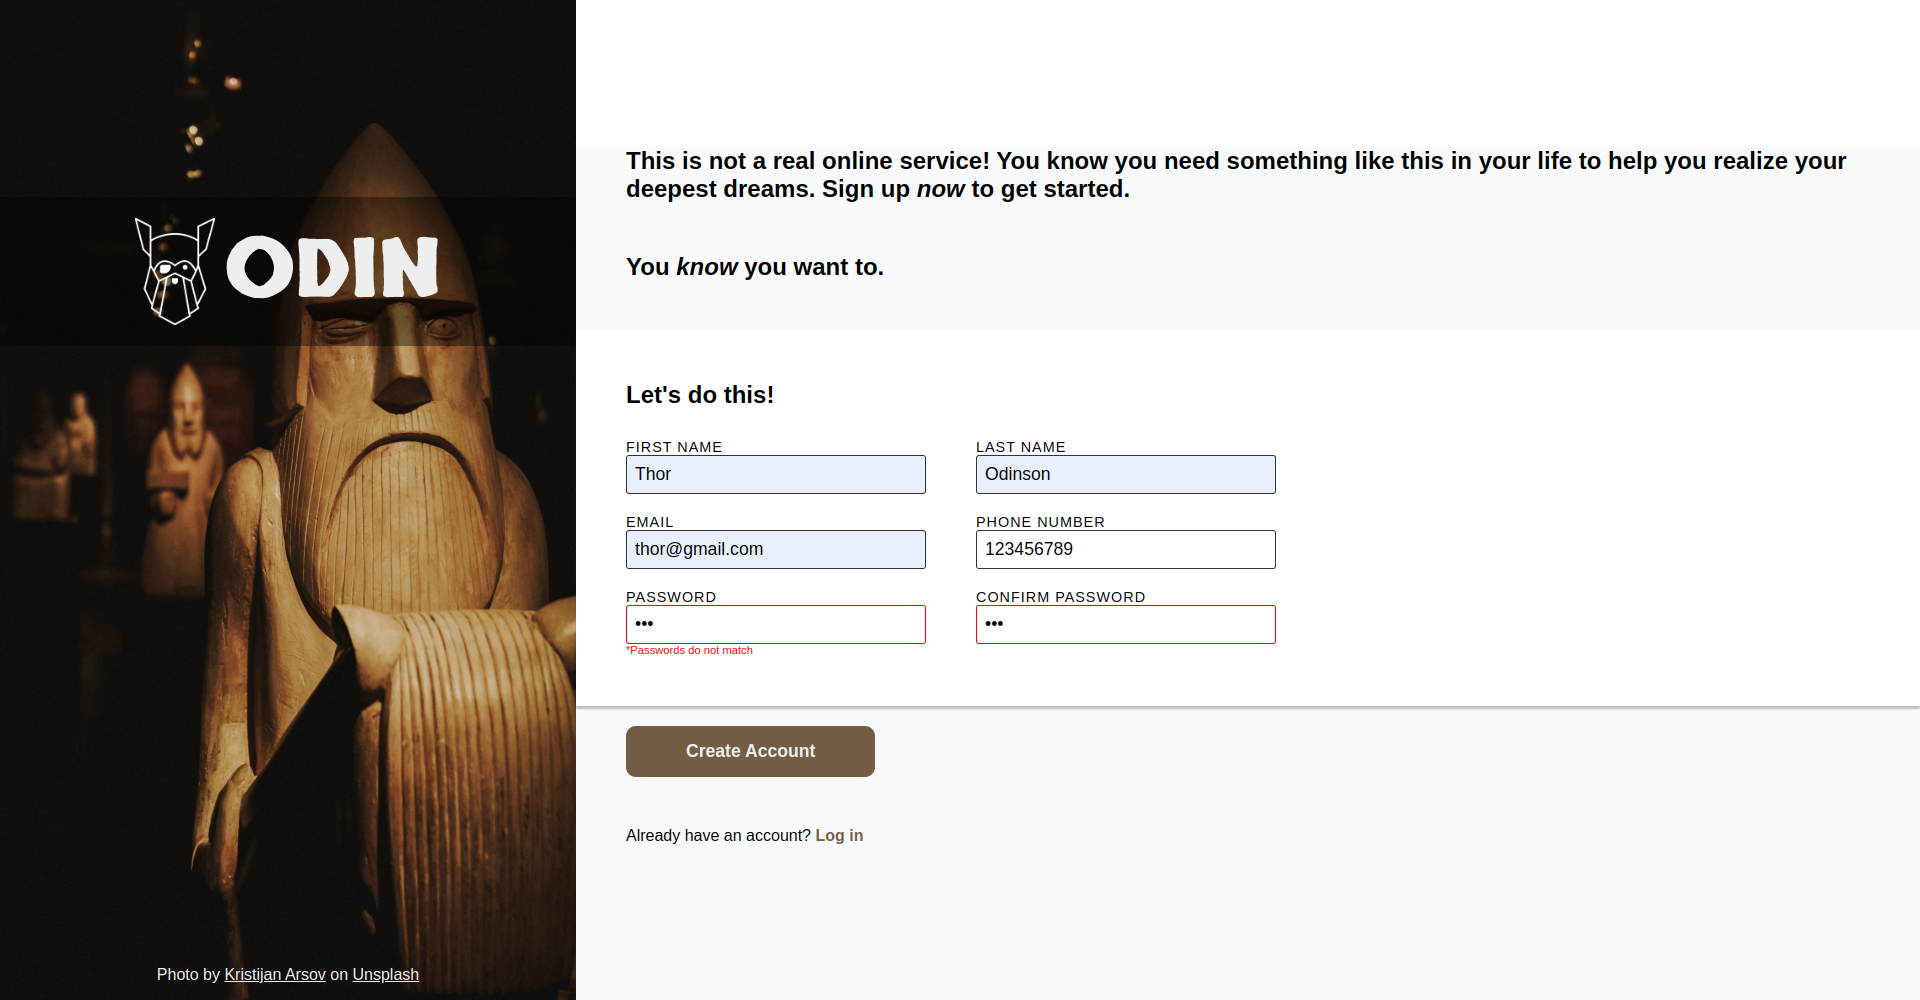 ODIN
Photo by Kristijan Arsov on Unsplash
This is not a real online service! You know you need something like this in your life to help you realize your
deepest dreams. Sign up now to get started.
You know you want to.
Let's do this!
FIRST NAME
Thor
LAST NAME
Odinson
EMAIL
thor@gmail.com
PHONE NUMBER
123456789
PASSWORD
•••
*Passwords do not match
CONFIRM PASSWORD
•••
Create Account
Already have an account? Log in